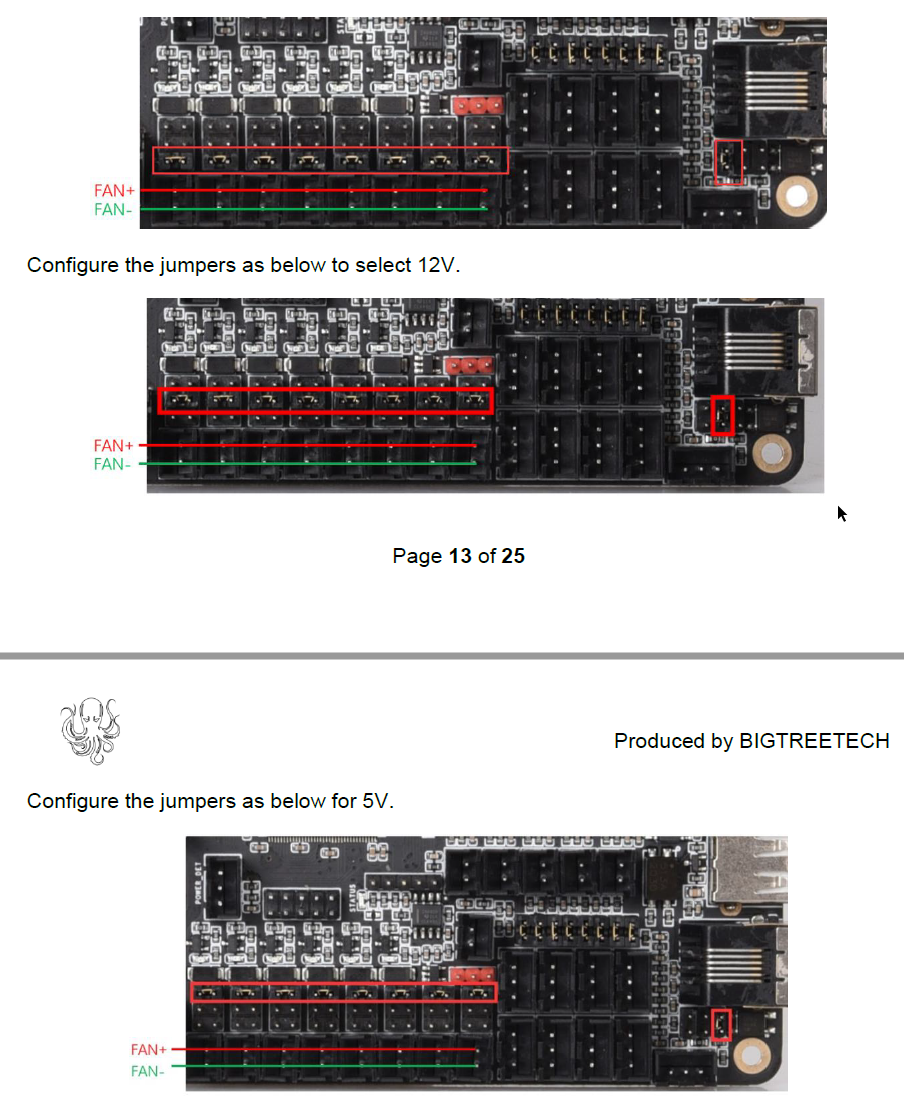 FAN+
FAN-
Configure the jumpers as below to select 12V.
FAN+
FAN-
Page 13 of 25
Produced by BIGTREETECH
Configure the jumpers as below for 5V.
POWER_DET
STATUS
FAN+
FAN-